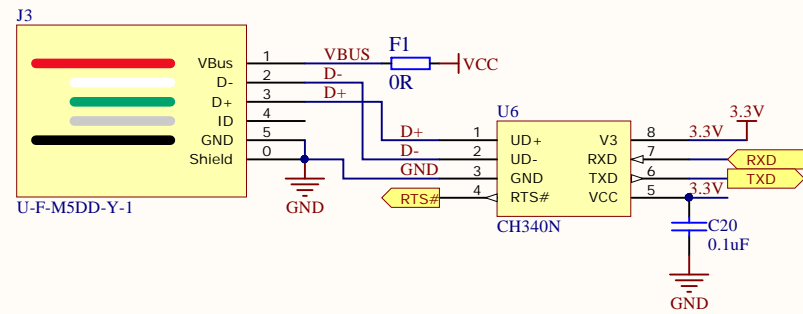 J3
VBus 1 VBUS F1 VCC
0R
D- 2 D-
D+ 3 D+
ID 4
GND 5
Shield 0
GND
U-F-M5DD-Y-1
U6
3.3V
D+ 1 UD+ V3 8 3.3V
D- 2 UD- RXD 7 RXD
GND 3 GND TXD 6 TXD
RTS# 4 RTS# VCC 5 3.3V
CH340N
C20
0.1uF
GND